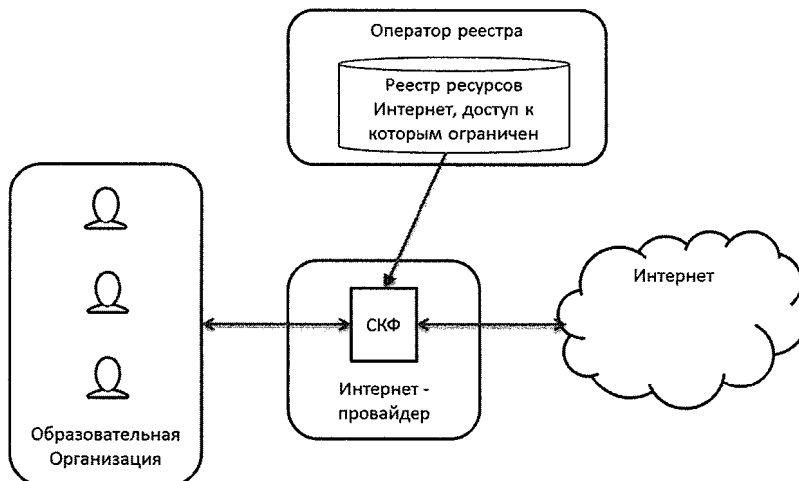 Оператор реестра
Реестр ресурсов
Интернет, доступ к
которым ограничен
Интернет
СКФ
Интернет -
провайдер
Образовательная
Организация